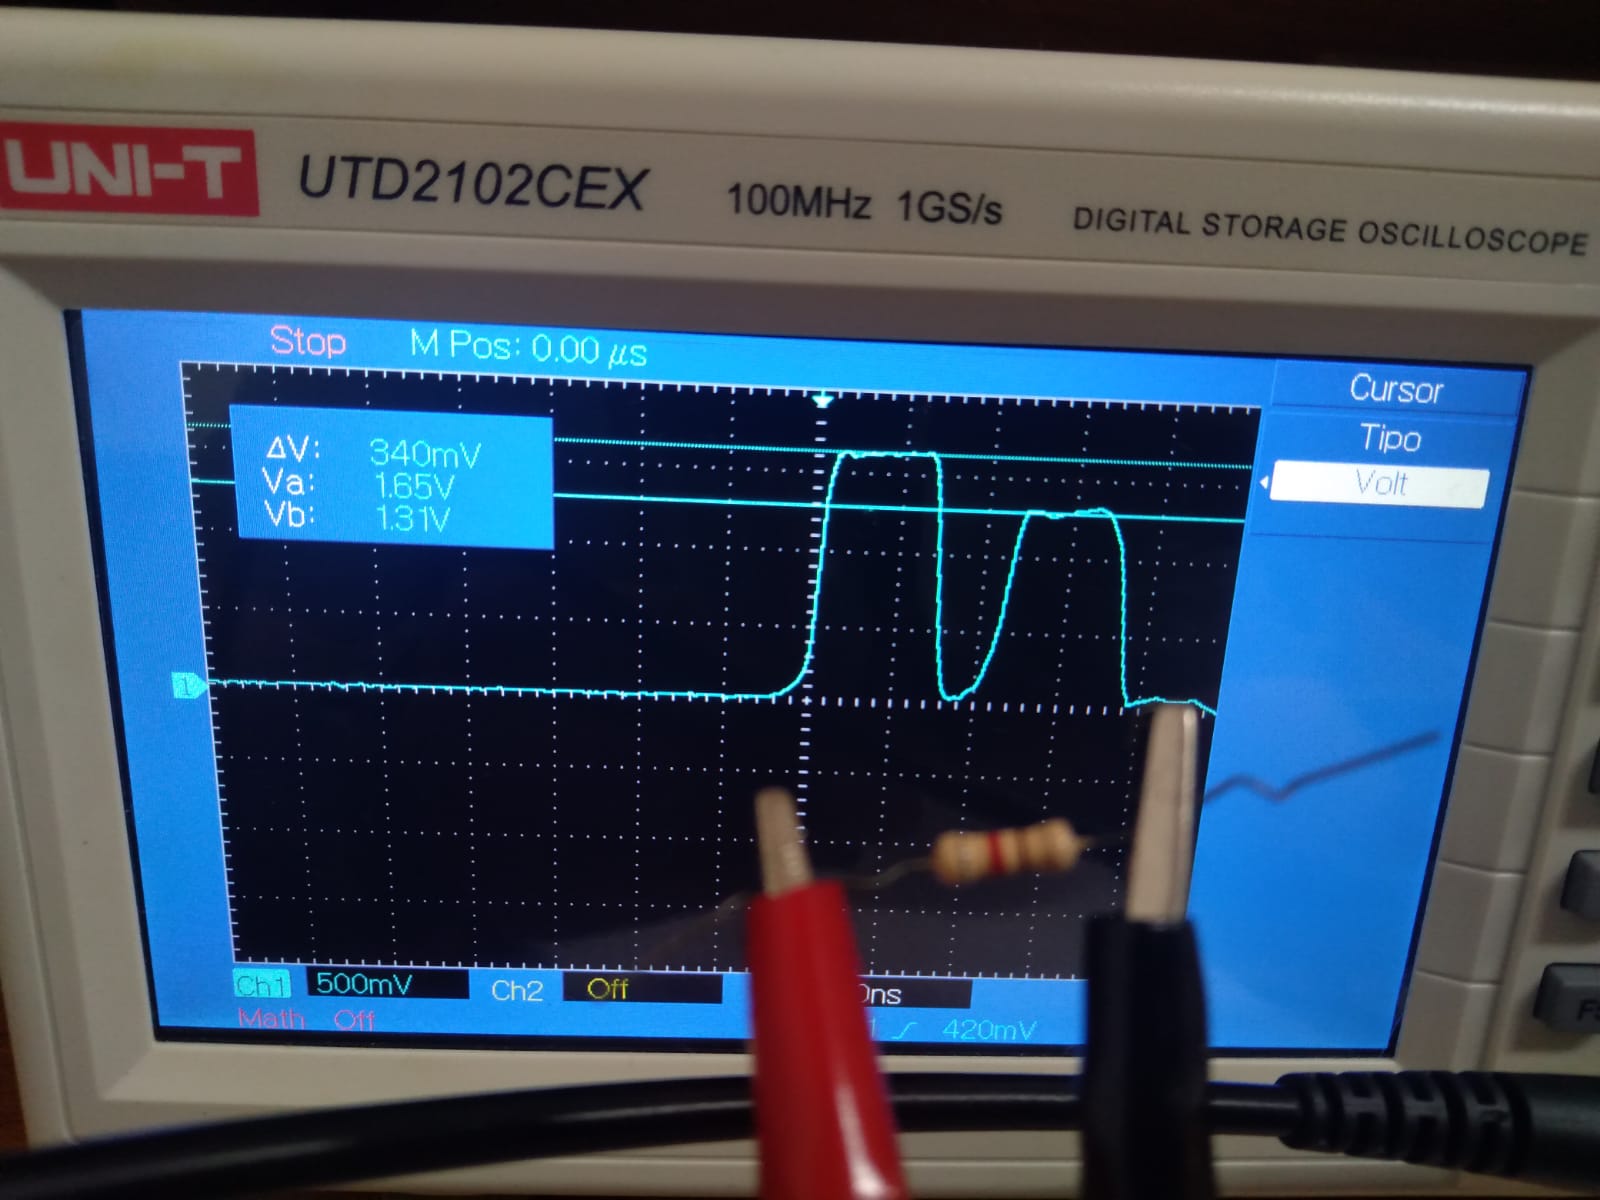 UNI-T UTD2102CEX 100MHz 1GS/s DIGITAL STORAGE OSCILLOSCOPE
Stop M Pos: 0.00 μs
Cursor
Tipo
Volt
ΔV: 340mV
Va: 1.65V
Vb: 1.31V
1
Ch1 500mV Ch2 Off
Math Off 420mV